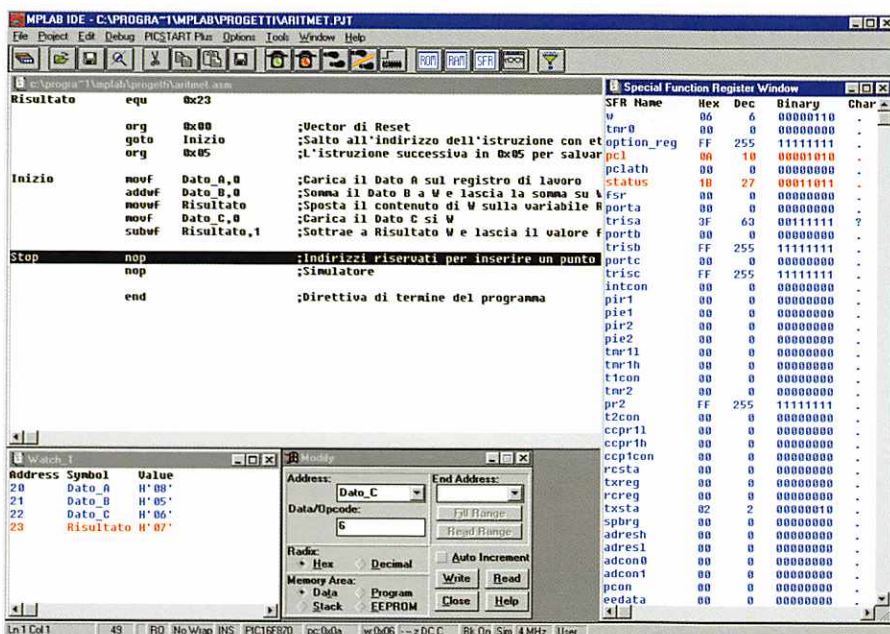 MPLAB IDE - C:\PROGRA~1\MPLAB\PROGETTI\ARITMET.PJT
File Project Edit Debug PICSTART Plus Options Tools Window Help
ROM RAM SFR
c:\progra~1\mplab\progetti\aritmet.asm
Risultato equ 0x23
org 0x00 ;Vector di Reset
goto Inizio ;Salto all'indirizzo dell'istruzione con et
org 0x05 ;L'istruzione successiva in 0x05 per salvar
Inizio movf Dato_A,0 ;Carica il Dato A sul registro di lavoro
addwf Dato_B,0 ;Somma il Dato B a W e lascia la somma su W
movwf Risultato ;Sposta il contenuto di W sulla variabile R
movf Dato_C,0 ;Carica il Dato C si W
subwf Risultato,1 ;Sottrae a Risultato W e lascia il valore f
Stop nop ;Indirizzi riservati per inserire un punto
nop ;Simulatore
end ;Direttiva di termine del programma
Special Function Register Window
SFR Name Hex Dec Binary Char
w 06 6 00000110 .
tmr0 00 0 00000000 .
option_reg FF 255 11111111 .
pcl 0A 10 00001010 .
pclath 00 0 00000000 .
status 1B 27 00011011 .
fsr 00 0 00000000 .
porta 00 0 00000000 .
trisa 3F 63 00111111 ?
portb 00 0 00000000 .
trisb FF 255 11111111 .
portc 00 0 00000000 .
trisc FF 255 11111111 .
intcon 00 0 00000000 .
pir1 00 0 00000000 .
pie1 00 0 00000000 .
pir2 00 0 00000000 .
pie2 00 0 00000000 .
tmr1l 00 0 00000000 .
tmr1h 00 0 00000000 .
t1con 00 0 00000000 .
tmr2 00 0 00000000 .
pr2 FF 255 11111111 .
t2con 00 0 00000000 .
ccpr1l 00 0 00000000 .
ccpr1h 00 0 00000000 .
ccp1con 00 0 00000000 .
rcsta 00 0 00000000 .
txreg 00 0 00000000 .
rcreg 00 0 00000000 .
txsta 02 2 00000010 .
spbrg 00 0 00000000 .
adresh 00 0 00000000 .
adresl 00 0 00000000 .
adcon0 00 0 00000000 .
adcon1 00 0 00000000 .
pcon 00 0 00000000 .
eedata 00 0 00000000 .
Watch_1
Address Symbol Value
20 Dato_A H'08'
21 Dato_B H'05'
22 Dato_C H'06'
23 Risultato H'07'
Modify
Address: End Address:
Dato_C
Data/Opcode: Fill Range
6 Read Range
Radix: Auto Increment
Hex Decimal
Memory Area: Write Read
Data Program
Stack EEPROM Close Help
Ln 1 Col 1 49 RO No Wrap INS PIC16F870 pc:0x0a w:0x06 -- z DC C Bk On Sim 4 MHz User